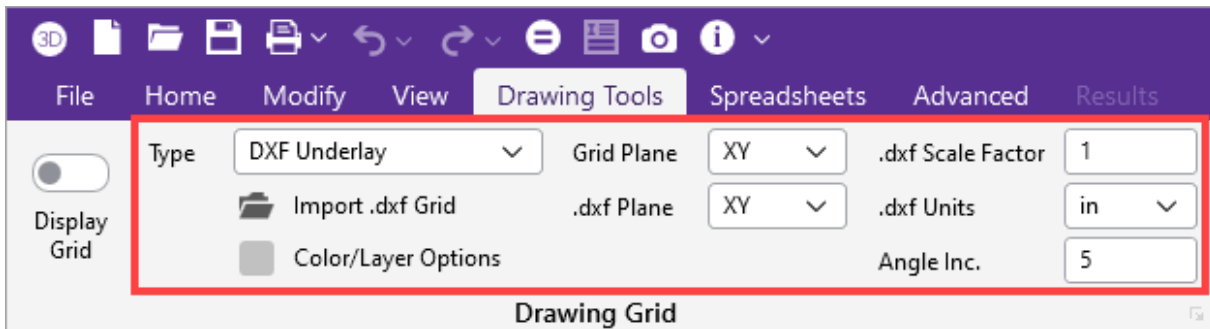 3D
File Home Modify View Drawing Tools Spreadsheets Advanced Results
Type DXF Underlay Grid Plane XY .dxf Scale Factor 1
Import .dxf Grid .dxf Plane XY .dxf Units in
Display
Grid
Color/Layer Options Angle Inc. 5
Drawing Grid